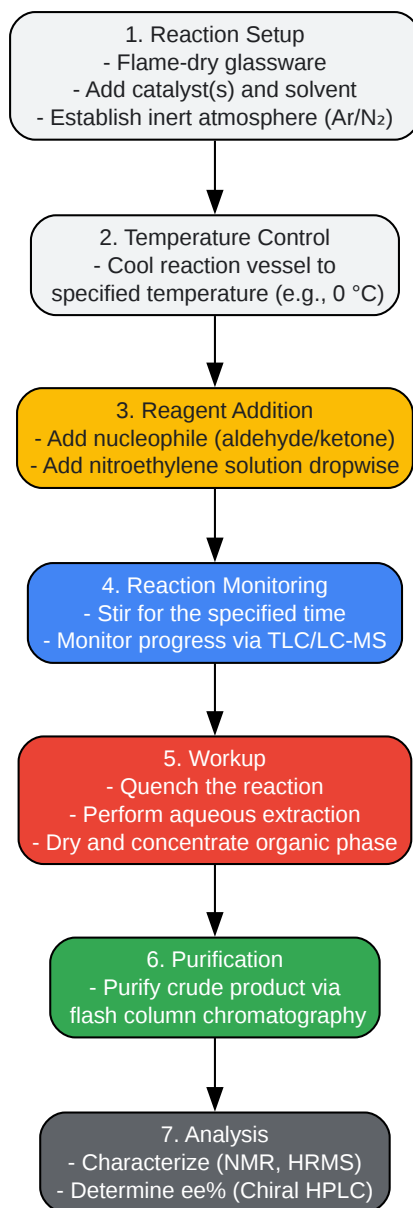 1. Reaction Setup
- Flame-dry glassware
- Add catalyst(s) and solvent
- Establish inert atmosphere (Ar/N₂)
2. Temperature Control
- Cool reaction vessel to
specified temperature (e.g., 0 °C)
3. Reagent Addition
- Add nucleophile (aldehyde/ketone)
- Add nitroethylene solution dropwise
4. Reaction Monitoring
- Stir for the specified time
- Monitor progress via TLC/LC-MS
5. Workup
- Quench the reaction
- Perform aqueous extraction
- Dry and concentrate organic phase
6. Purification
- Purify crude product via
flash column chromatography
7. Analysis
- Characterize (NMR, HRMS)
- Determine ee% (Chiral HPLC)